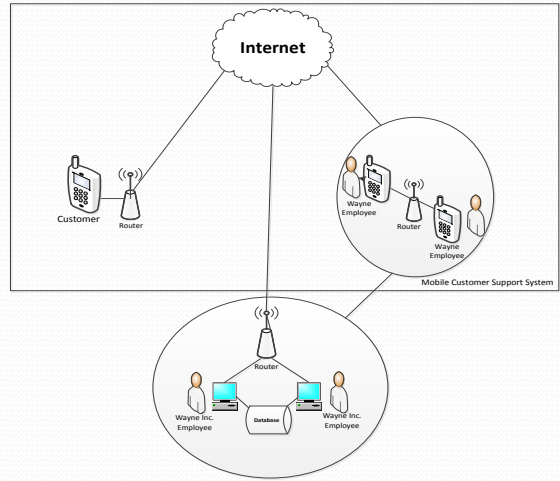 Internet
Customer
Router
Wayne
Employee
Router
Wayne
Employee
Mobile Customer Support System
Router
Wayne Inc.
Employee
Database
Wayne Inc.
Employee